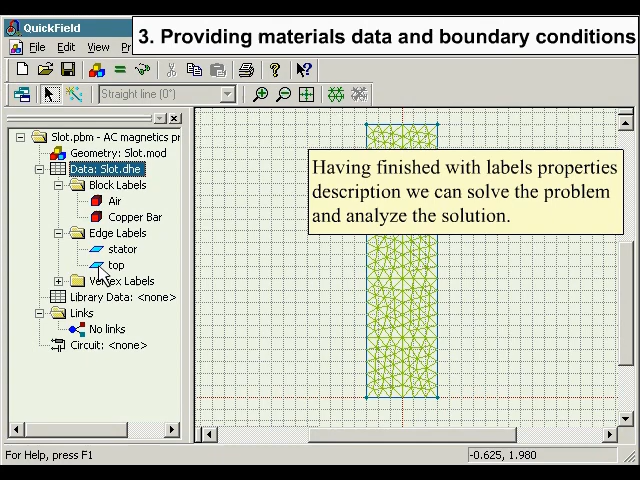 QuickField
3. Providing materials data and boundary conditions
File Edit View
Straight line (0°)
Slot.pbm - AC magnetics pr
Geometry: Slot.mod
Data: Slot.dhe
Block Labels
Air
Copper Bar
Edge Labels
stator
top
Vertex Labels
Library Data: <none>
Links
No links
Circuit: <none>
Having finished with labels properties
description we can solve the problem
and analyze the solution.
For Help, press F1
-0.625, 1.980